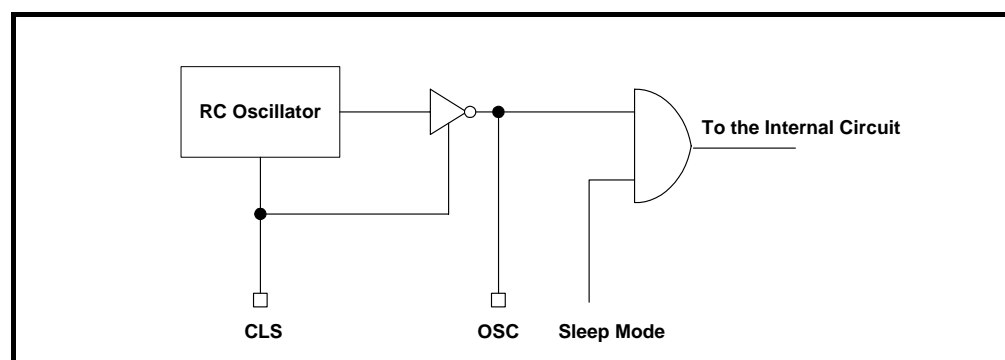 RC Oscillator
To the Internal Circuit
CLS
OSC
Sleep Mode